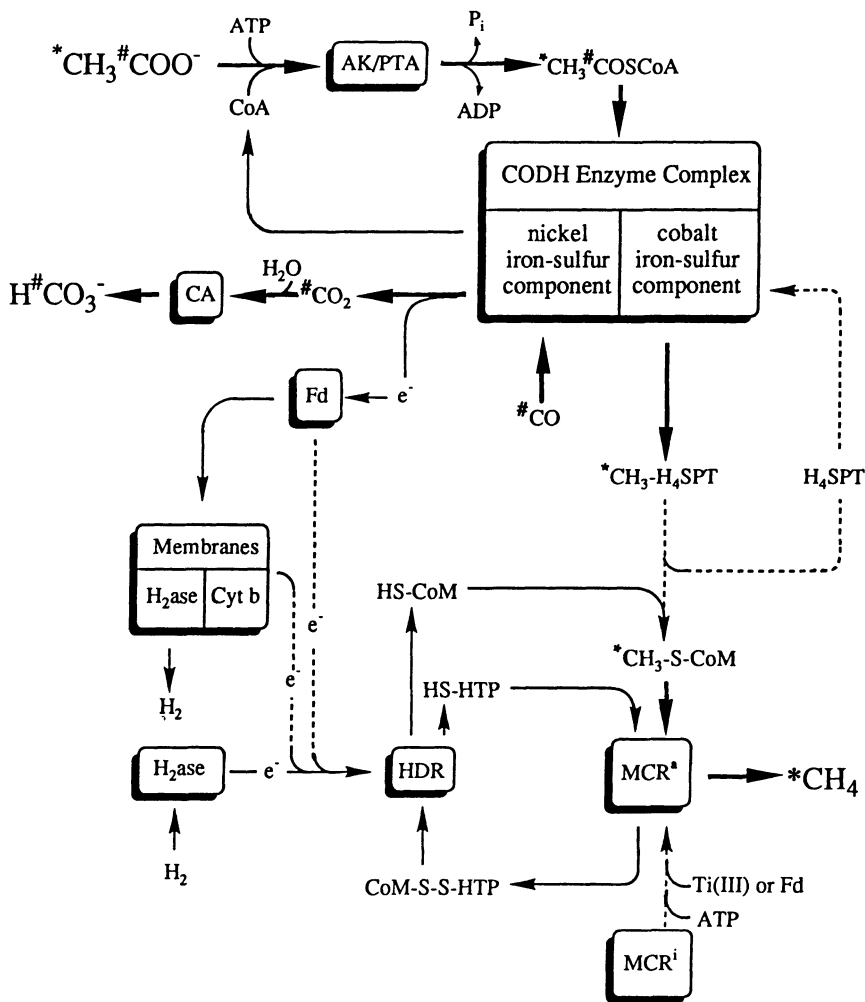 ATP
Pi
*CH3#COO-
AK/PTA
*CH3#COSCoA
CoA
ADP
CODH Enzyme Complex
nickel
iron-sulfur
component
cobalt
iron-sulfur
component
H#CO3-
CA
H2O
#CO2
Fd
e-
#CO
*CH3-H4SPT
H4SPT
Membranes
H2ase
Cyt b
HS-CoM
e-
*CH3-S-CoM
e-
HS-HTP
H2
H2ase
e-
HDR
MCRa
*CH4
H2
CoM-S-S-HTP
Ti(III) or Fd
ATP
MCRi